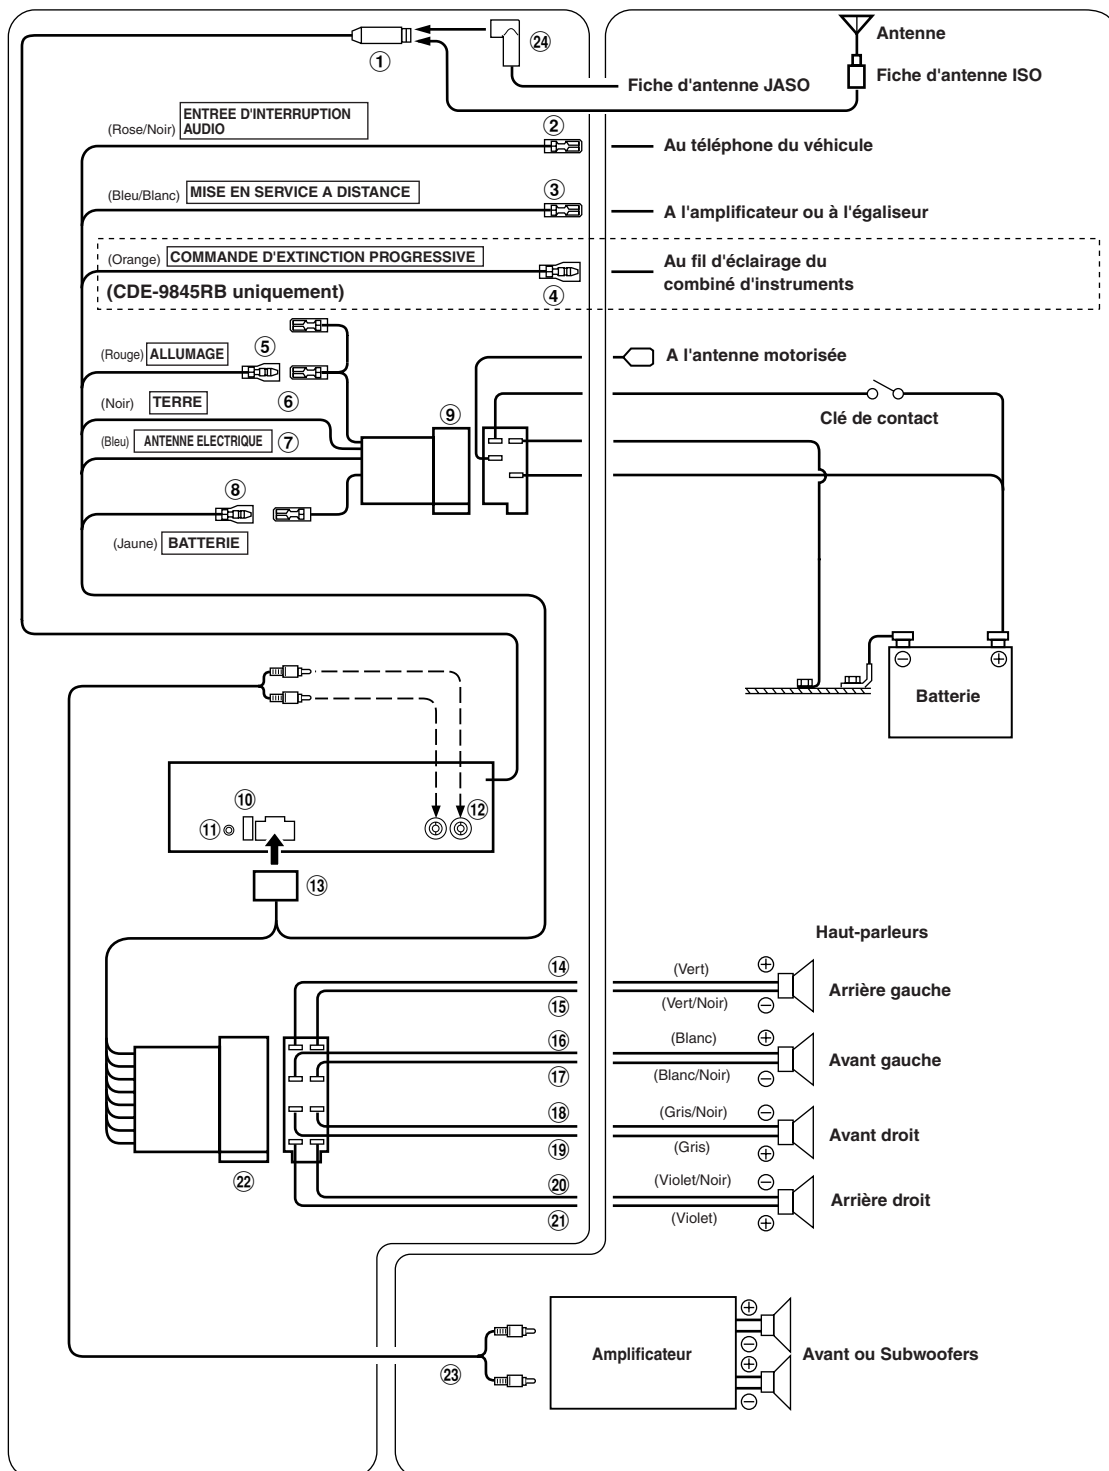 Antenne
24
1
Fiche d'antenne ISO
Fiche d'antenne JASO
(Rose/Noir) ENTREE D'INTERRUPTION
AUDIO
2
Au téléphone du véhicule
(Bleu/Blanc) MISE EN SERVICE A DISTANCE
3
A l'amplificateur ou à l'égaliseur
(Orange) COMMANDE D'EXTINCTION PROGRESSIVE
Au fil d'éclairage du
combiné d'instruments
(CDE-9845RB uniquement)
4
(Rouge) ALLUMAGE
5
A l'antenne motorisée
(Noir) TERRE
6
9
Clé de contact
(Bleu) ANTENNE ELECTRIQUE 7
8
(Jaune) BATTERIE
− +
Batterie
10
11
12
13
Haut-parleurs
14 (Vert) +
Arrière gauche
15 (Vert/Noir) −
16 (Blanc) +
Avant gauche
17 (Blanc/Noir) −
18 (Gris/Noir) −
Avant droit
19 (Gris) +
22
20 (Violet/Noir) −
Arrière droit
21 (Violet) +
+
Amplificateur
−
Avant ou Subwoofers
+
23
−